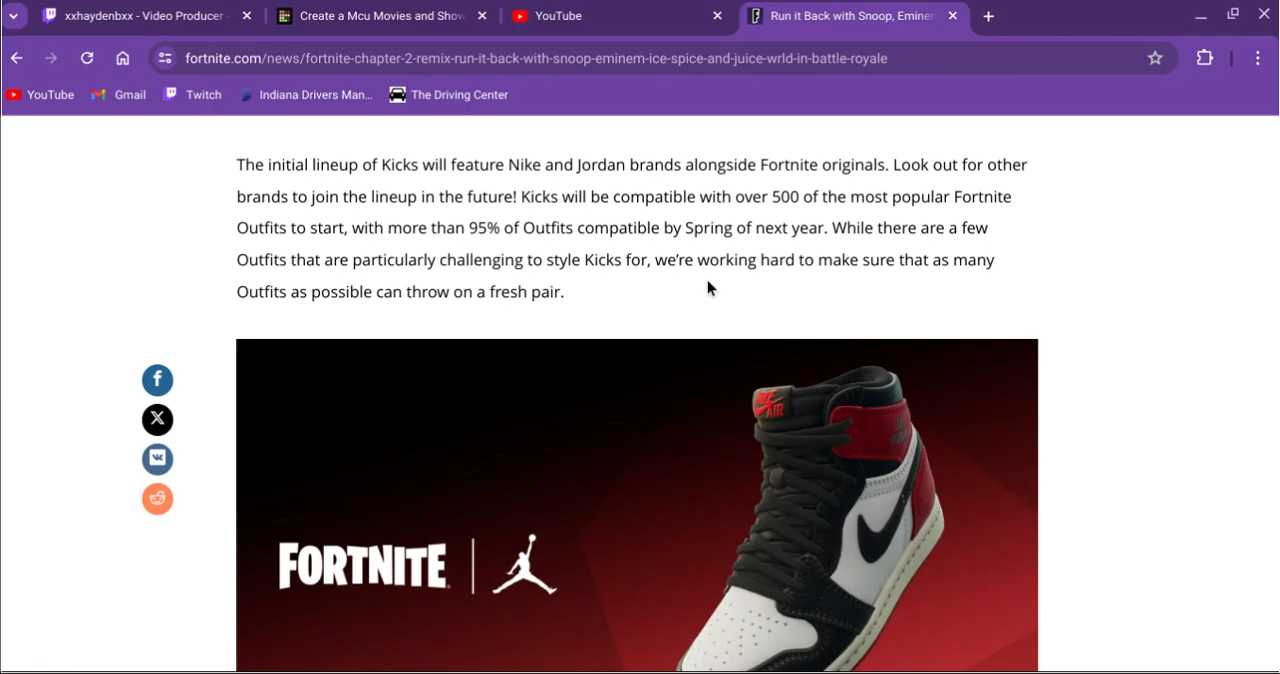 xxhaydenbxx - Video Producer -
Create a Mcu Movies and Show
YouTube
Run it Back with Snoop, Eminem
fortnite.com/news/fortnite-chapter-2-remix-run-it-back-with-snoop-eminem-ice-spice-and-juice-wrld-in-battle-royale
YouTube
Gmail
Twitch
Indiana Drivers Man...
The Driving Center
The initial lineup of Kicks will feature Nike and Jordan brands alongside Fortnite originals. Look out for other
brands to join the lineup in the future! Kicks will be compatible with over 500 of the most popular Fortnite
Outfits to start, with more than 95% of Outfits compatible by Spring of next year. While there are a few
Outfits that are particularly challenging to style Kicks for, we're working hard to make sure that as many
Outfits as possible can throw on a fresh pair.
NIKE
AIR
FORTNITE